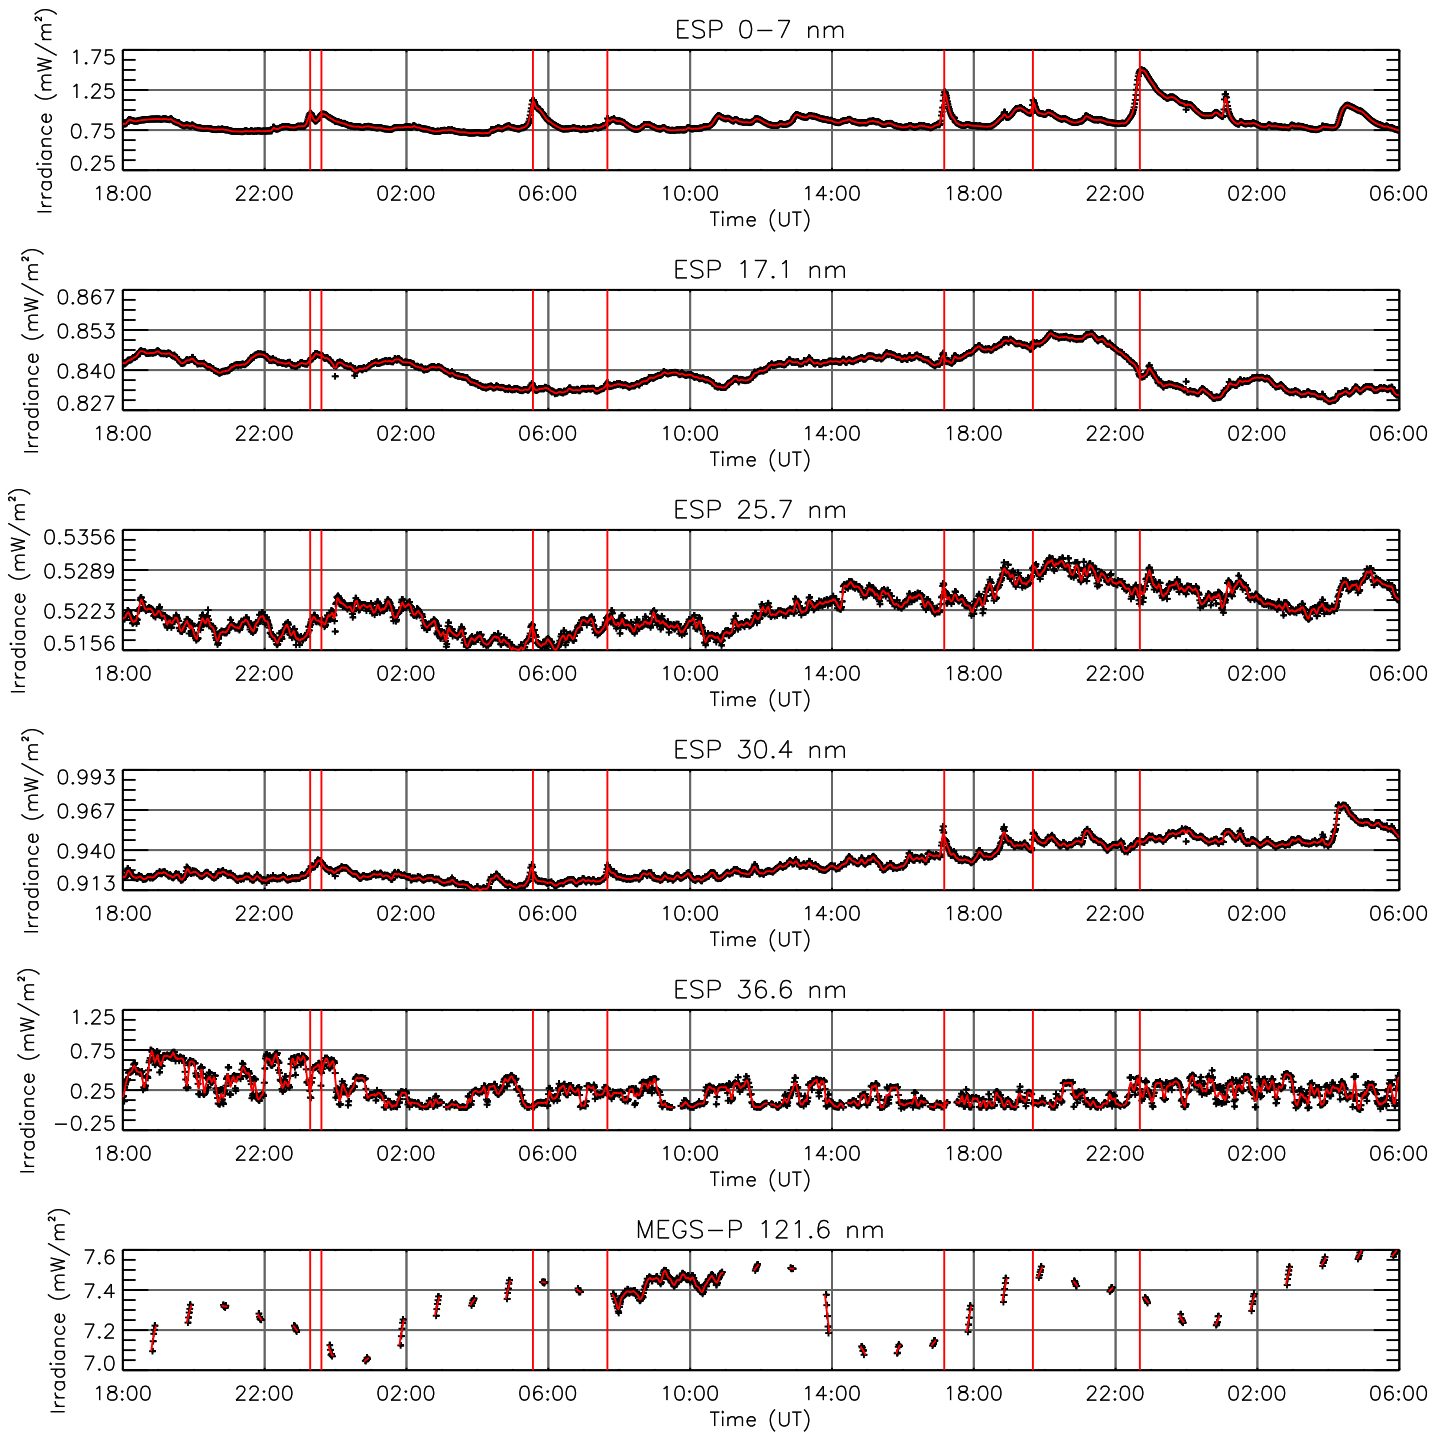 ESP 0−7 nm
Irradiance (mW/m²)
1.75
1.25
0.75
0.25
18:00 22:00 02:00 06:00 10:00 14:00 18:00 22:00 02:00 06:00
Time (UT)
ESP 17.1 nm
Irradiance (mW/m²)
0.867
0.853
0.840
0.827
18:00 22:00 02:00 06:00 10:00 14:00 18:00 22:00 02:00 06:00
Time (UT)
ESP 25.7 nm
Irradiance (mW/m²)
0.5356
0.5289
0.5223
0.5156
18:00 22:00 02:00 06:00 10:00 14:00 18:00 22:00 02:00 06:00
Time (UT)
ESP 30.4 nm
Irradiance (mW/m²)
0.993
0.967
0.940
0.913
18:00 22:00 02:00 06:00 10:00 14:00 18:00 22:00 02:00 06:00
Time (UT)
ESP 36.6 nm
Irradiance (mW/m²)
1.25
0.75
0.25
−0.25
18:00 22:00 02:00 06:00 10:00 14:00 18:00 22:00 02:00 06:00
Time (UT)
MEGS−P 121.6 nm
Irradiance (mW/m²)
7.6
7.4
7.2
7.0
18:00 22:00 02:00 06:00 10:00 14:00 18:00 22:00 02:00 06:00
Time (UT)